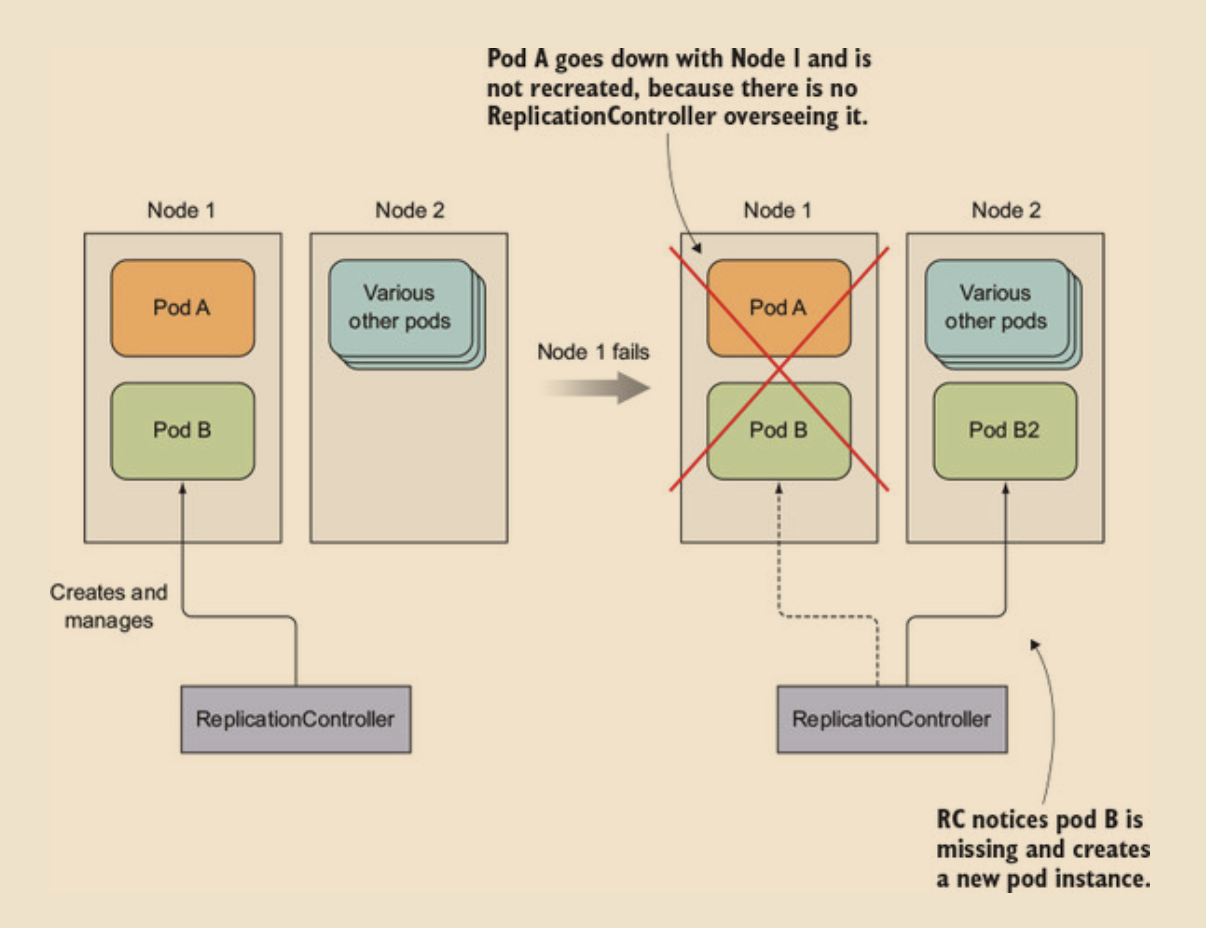 Pod A goes down with Node 1 and is
not recreated, because there is no
ReplicationController overseeing it.
Node 1
Node 2
Node 1
Node 2
Pod A
Various
other pods
Pod A
Various
other pods
Node 1 fails
Pod B
Pod B
Pod B2
Creates and
manages
ReplicationController
ReplicationController
RC notices pod B is
missing and creates
a new pod instance.